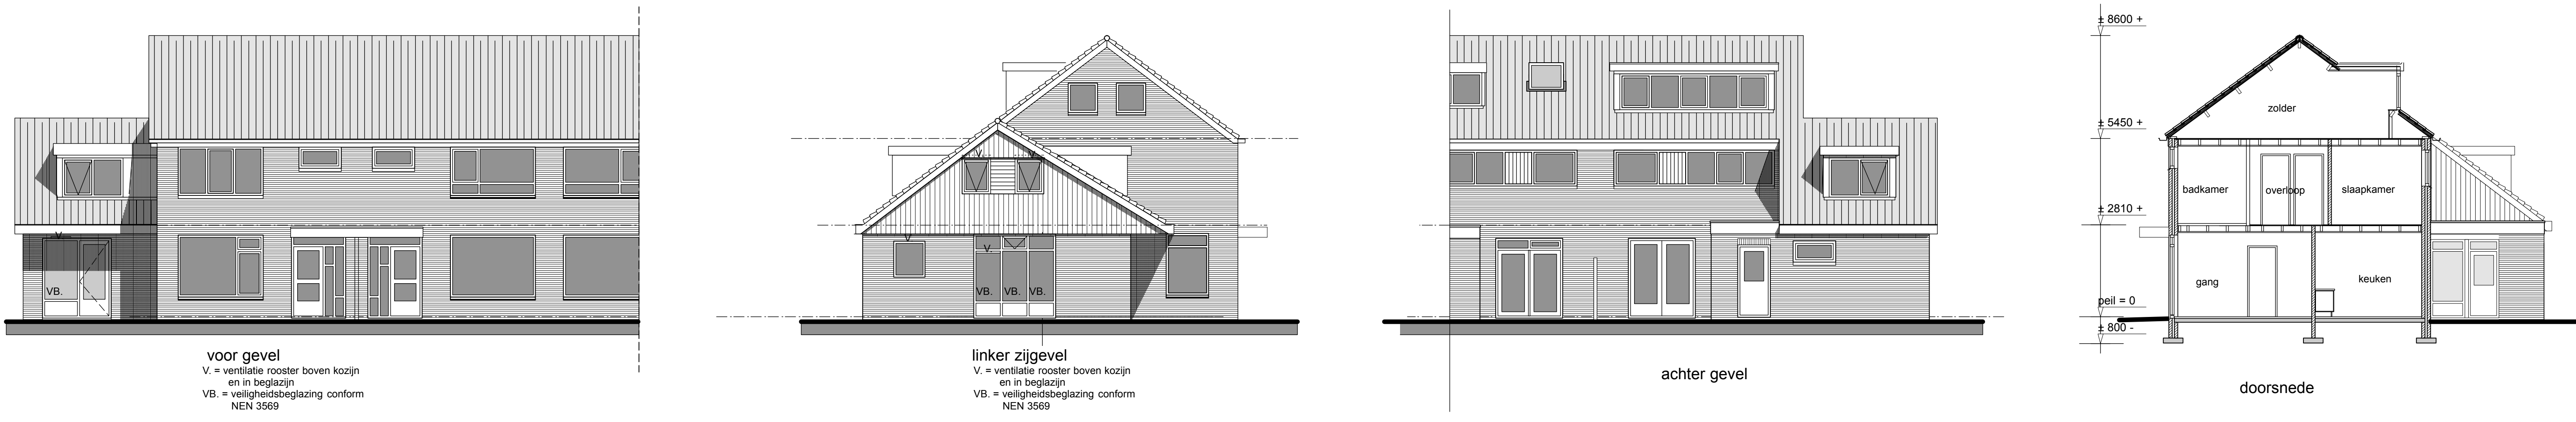 V.
VB.
voor gevel
V. = ventilatie rooster boven kozijn
en in beglazijn
VB. = veiligheidsbeglazing conform
NEN 3569
V. V.
V. V.
VB. VB. VB.
linker zijgevel
V. = ventilatie rooster boven kozijn
en in beglazijn
VB. = veiligheidsbeglazing conform
NEN 3569
achter gevel
± 8600 +
zolder
± 5450 +
badkamer overloop slaapkamer
± 2810 +
gang keuken
peil = 0
± 800 -
doorsnede